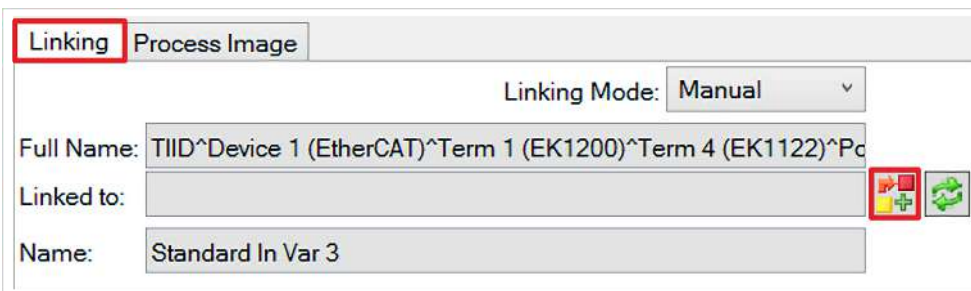 Linking Process Image
Linking Mode: Manual
Full Name: TIID^Device 1 (EtherCAT)^Term 1 (EK1200)^Term 4 (EK1122)^Po
Linked to:
Name: Standard In Var 3